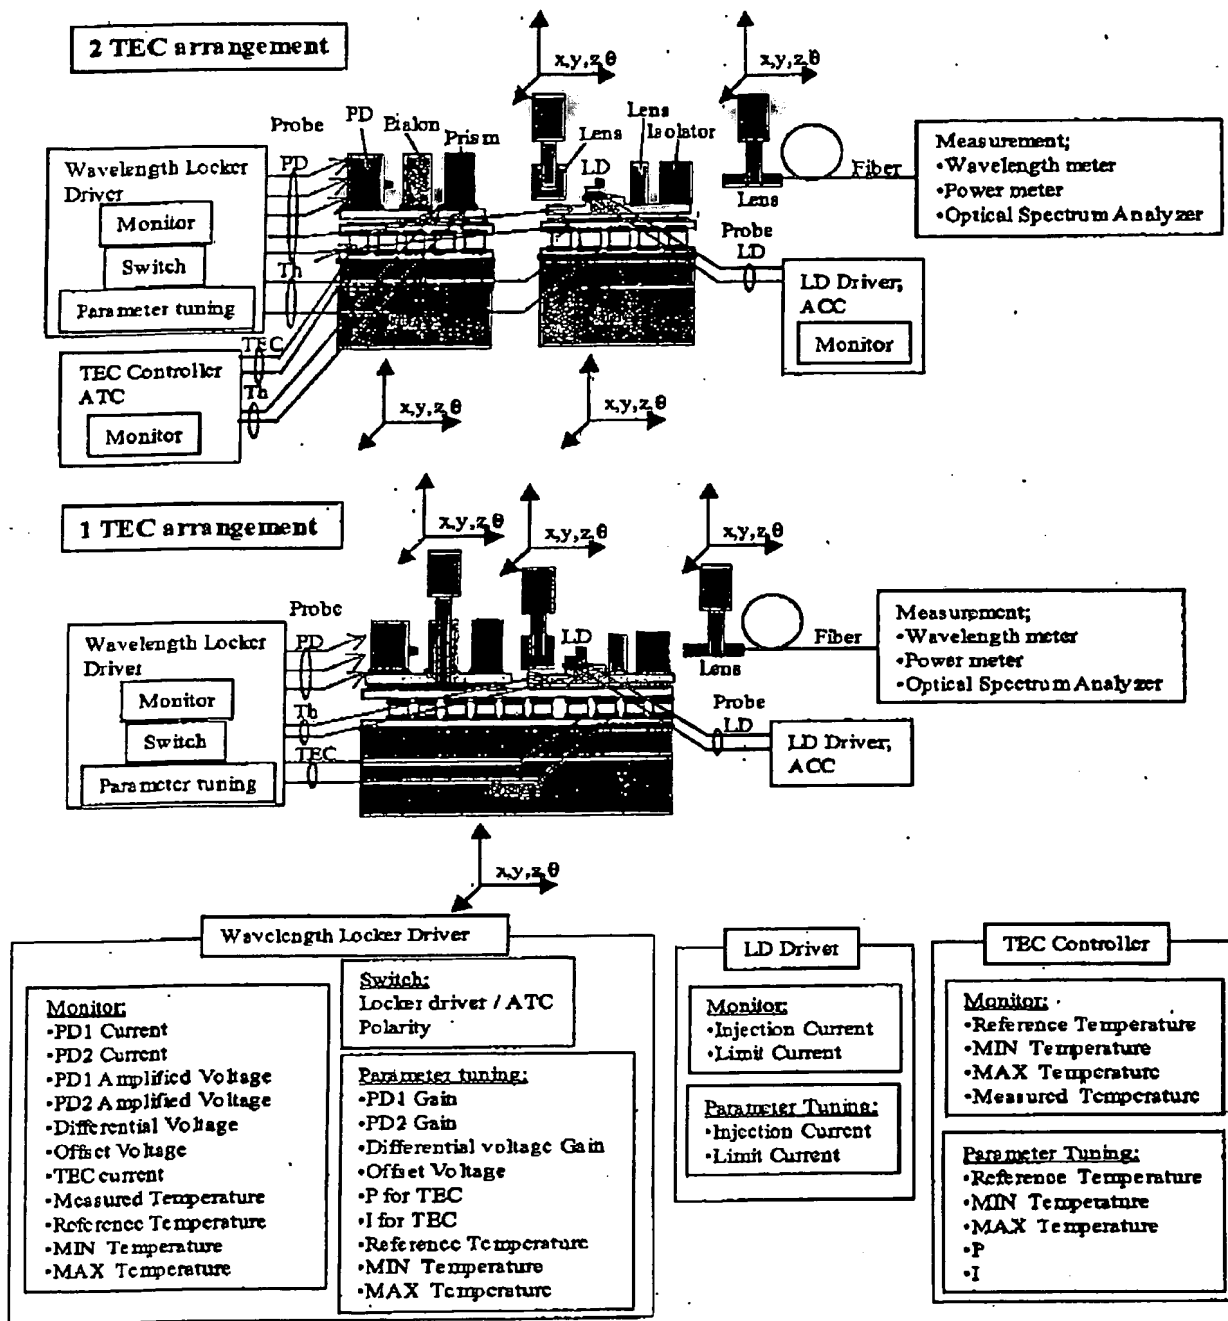 2 TEC arrangement
x,y,z,θ
x,y,z,θ
Probe
PD
Etalon
Prism
Lens
LD
Lens
Isolator
Lens
Fiber
Measurement;
•Wavelength meter
•Power meter
•Optical Spectrum Analyzer
Wavelength Locker
Driver
Monitor
Switch
Parameter tuning
PD
Th
Probe
LD
LD Driver,
ACC
Monitor
TEC Controller
ATC
Monitor
TEC
Th
x,y,z,θ
x,y,z,θ
1 TEC arrangement
x,y,z,θ
x,y,z,θ
x,y,z,θ
Probe
PD
LD
Lens
Fiber
Measurement;
•Wavelength meter
•Power meter
•Optical Spectrum Analyzer
Wavelength Locker
Driver
Monitor
Switch
Parameter tuning
Th
TEC
Probe
LD
LD Driver,
ACC
x,y,z,θ
Wavelength Locker Driver
Monitor:
•PD1 Current
•PD2 Current
•PD1 Amplified Voltage
•PD2 Amplified Voltage
•Differential Voltage
•Offset Voltage
•TEC current
•Measured Temperature
•Reference Temperature
•MIN Temperature
•MAX Temperature
Switch:
Locker driver / ATC
Polarity
Parameter tuning:
•PD1 Gain
•PD2 Gain
•Differential voltage Gain
•Offset Voltage
•P for TEC
•I for TEC
•Reference Temperature
•MIN Temperature
•MAX Temperature
LD Driver
Monitor:
•Injection Current
•Limit Current
Parameter Tuning:
•Injection Current
•Limit Current
TEC Controller
Monitor:
•Reference Temperature
•MIN Temperature
•MAX Temperature
•Measured Temperature
Parameter Tuning:
•Reference Temperature
•MIN Temperature
•MAX Temperature
•P
•I